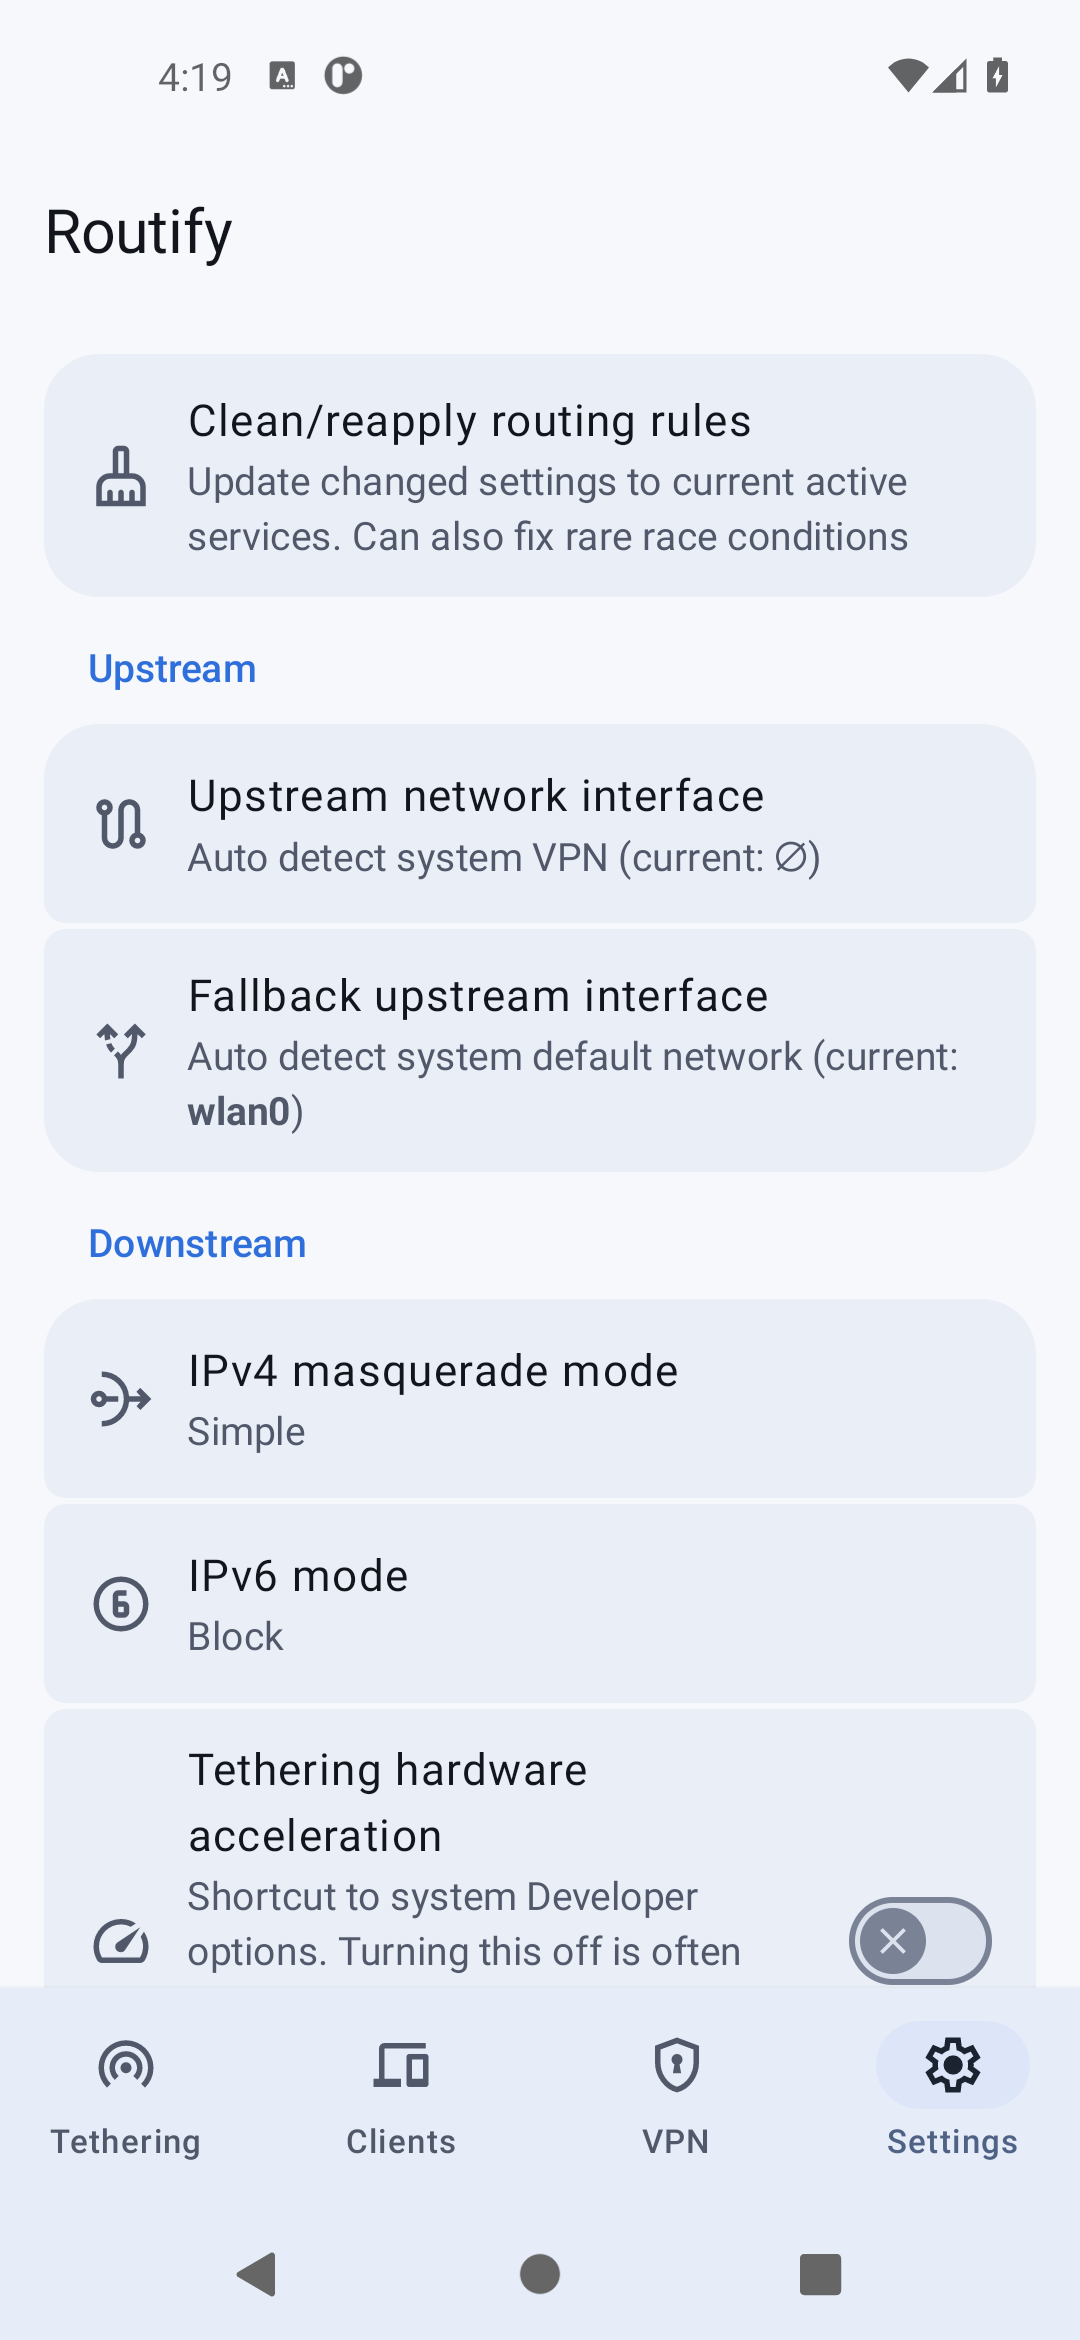 4:19
Routify
Clean/reapply routing rules
Update changed settings to current active
services. Can also fix rare race conditions
Upstream
Upstream network interface
Auto detect system VPN (current: ∅)
Fallback upstream interface
Auto detect system default network (current:
wlan0)
Downstream
IPv4 masquerade mode
Simple
IPv6 mode
Block
Tethering hardware
acceleration
Shortcut to system Developer
options. Turning this off is often
Tethering
Clients
VPN
Settings